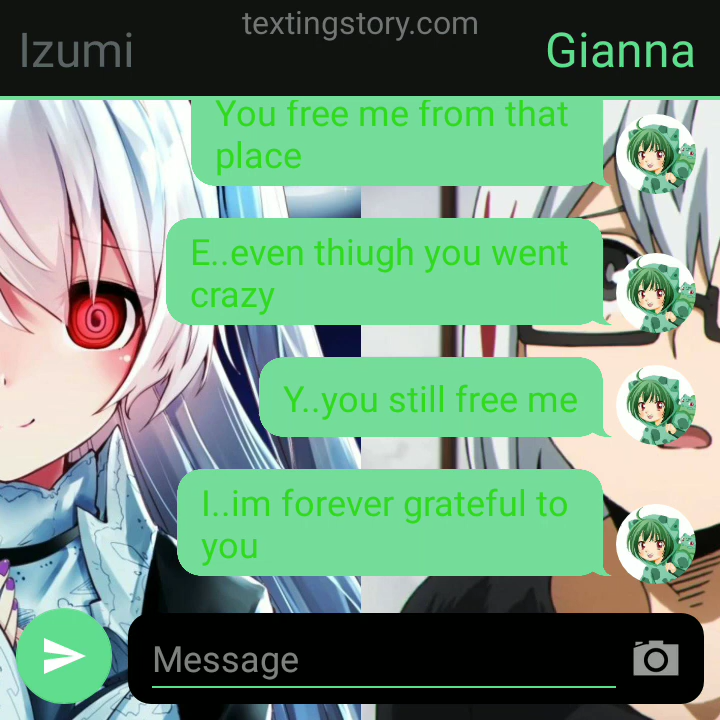 textingstory.com
Izumi
Gianna
You free me from that
place
E..even thiugh you went
crazy
Y..you still free me
I..im forever grateful to
you
Message